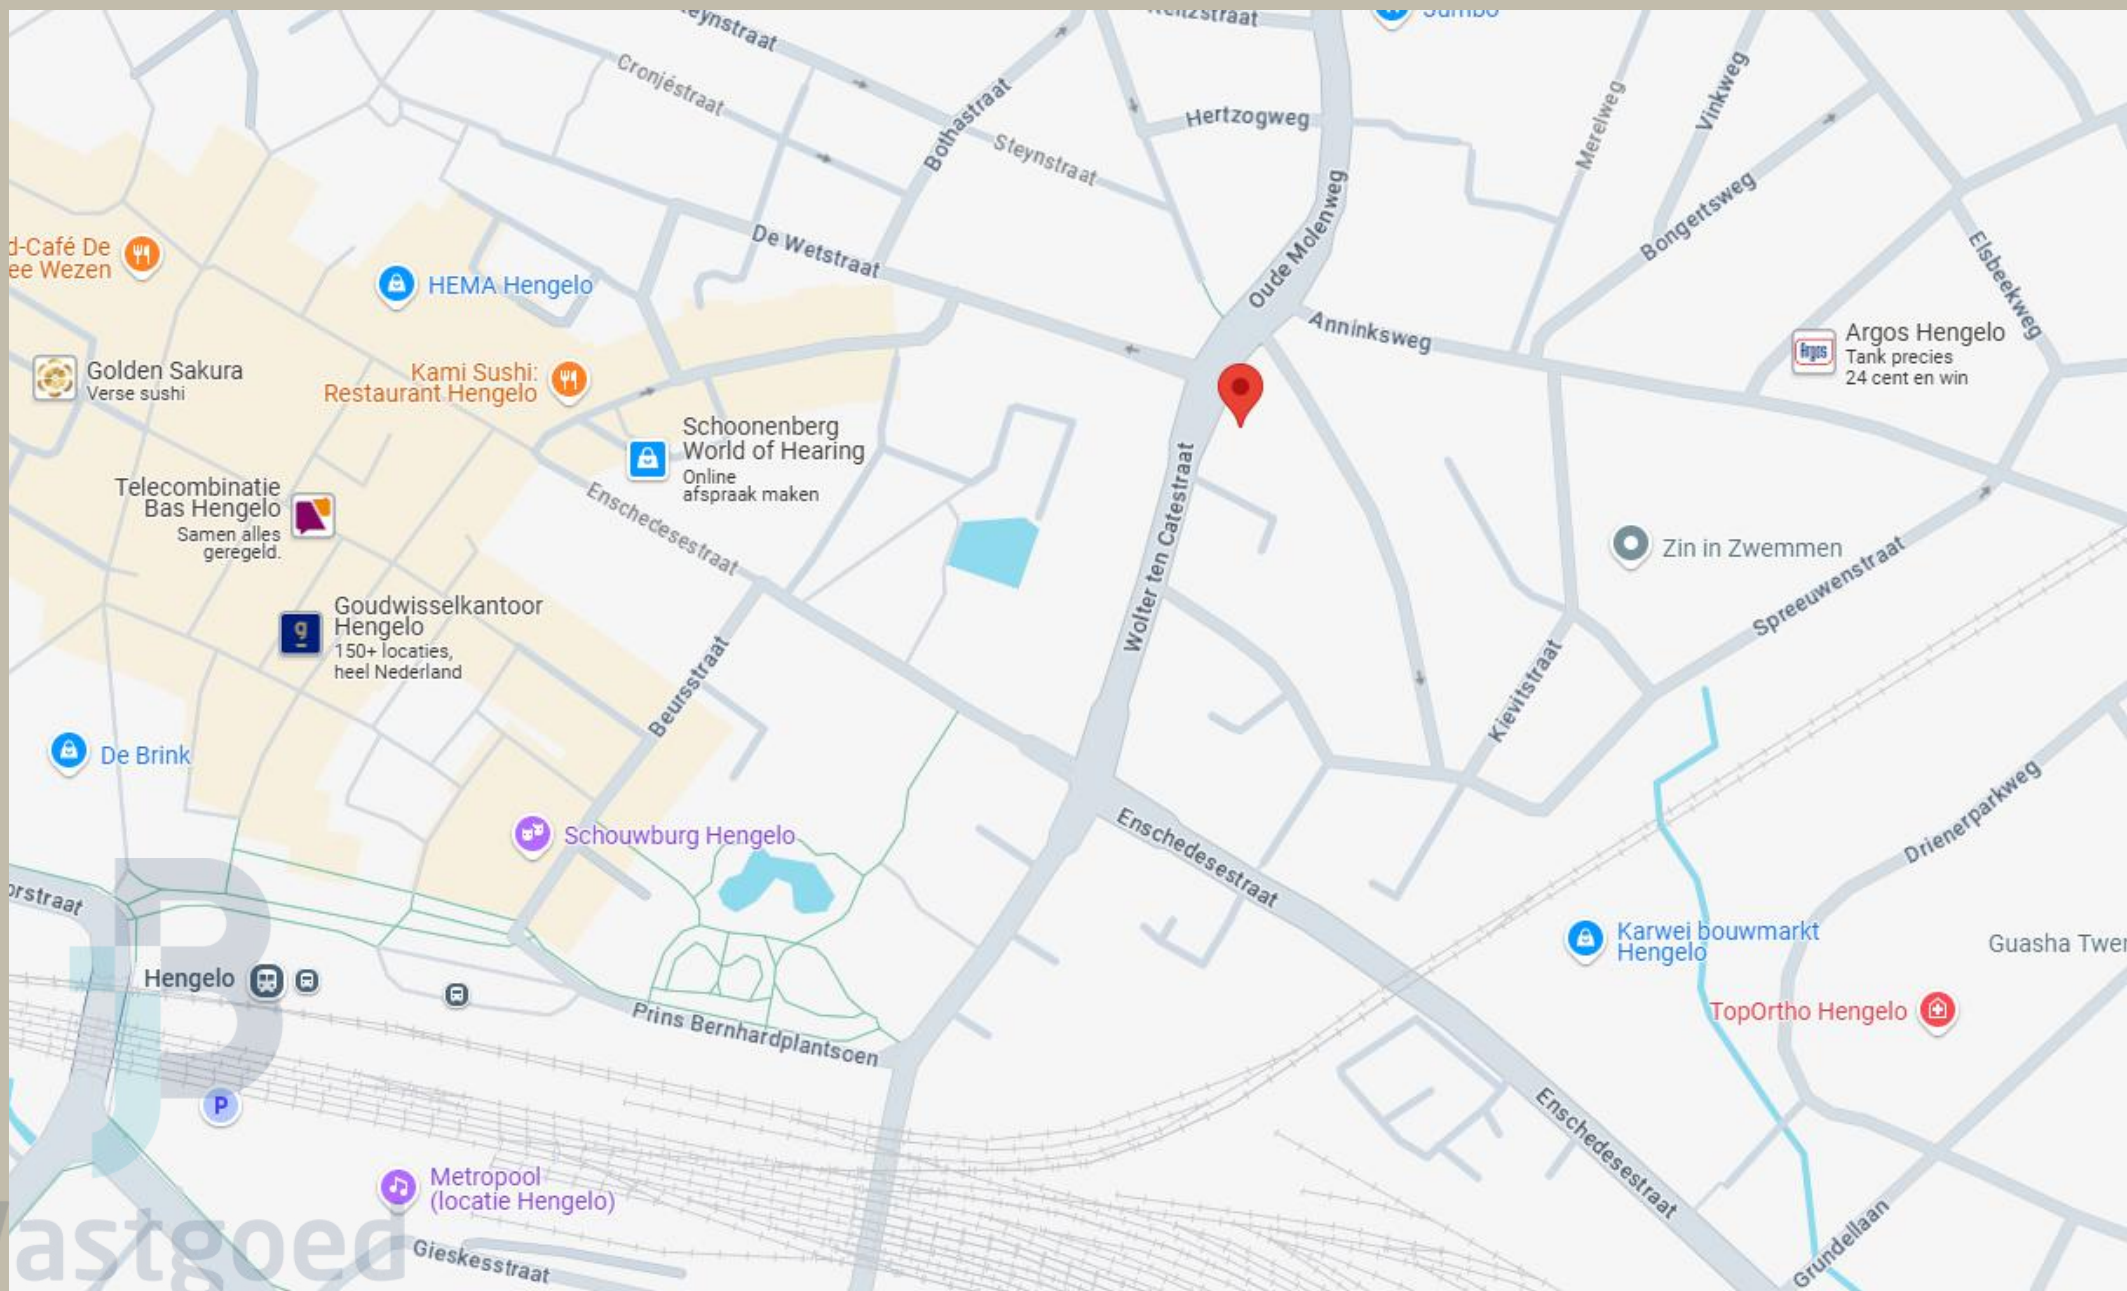 Jumbo
Cronjéstraat
Bothastraat
Steynstraat
Hertzogweg
Merelweg
Vinkweg
Bongertsweg
Elsbeekweg
Oude Molenweg
De Wetstraat
HEMA Hengelo
Anninksweg
Argos Hengelo
Tank precies
24 cent en win
Golden Sakura
Verse sushi
Kami Sushi:
Restaurant Hengelo
Schoonenberg
World of Hearing
Online
afspraak maken
Telecombinatie
Bas Hengelo
Samen alles
geregeld.
Enschedesestraat
Wolter ten Catestraat
Zin in Zwemmen
Spreeuwenstraat
Goudwisselkantoor
Hengelo
150+ locaties,
heel Nederland
Beursstraat
Kievitstraat
De Brink
Schouwburg Hengelo
Enschedesestraat
Drienerparkweg
Karwei bouwmarkt
Hengelo
Hengelo
Prins Bernhardplantsoen
TopOrtho Hengelo
P
Metropool
(locatie Hengelo)
Enschedesestraat
Grundellaan
Gieskesstraat
Vastgoed